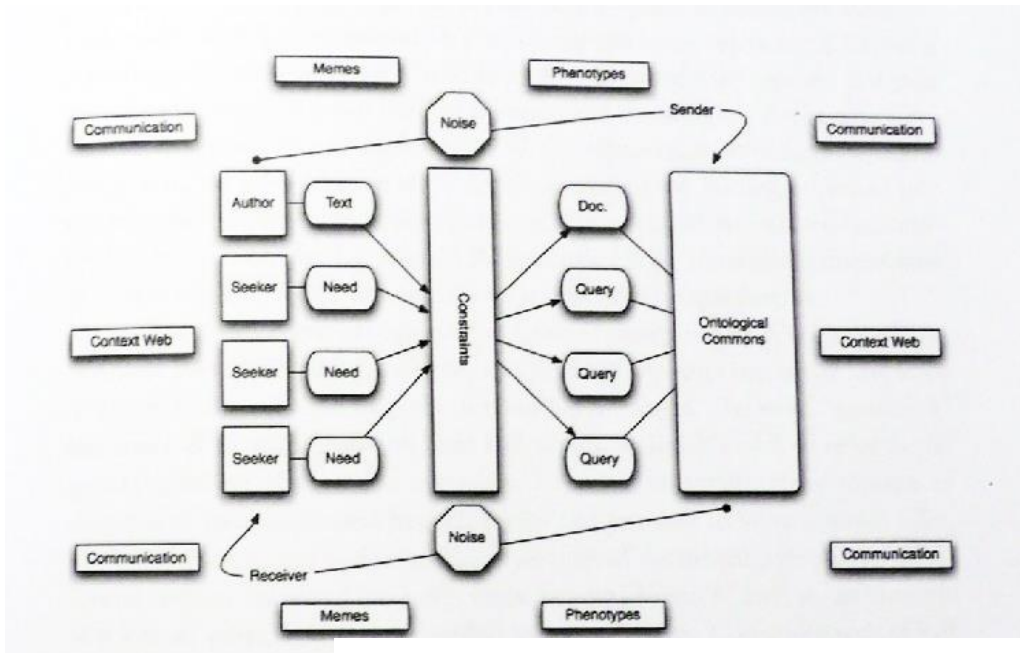 Memes
Phenotypes
Noise
Sender
Communication
Communication
Author
Text
Doc.
Seeker
Need
Query
Constraints
Ontological
Commons
Context Web
Context Web
Seeker
Need
Query
Seeker
Need
Query
Noise
Communication
Communication
Receiver
Memes
Phenotypes